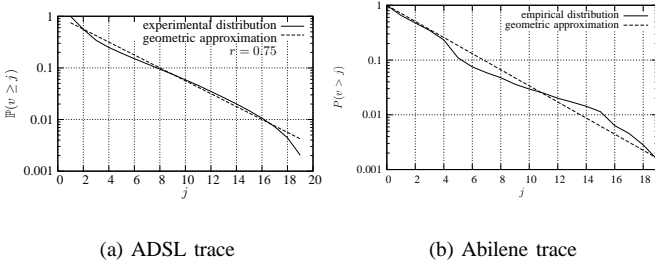 experimental distribution
geometric approximation
r = 0.75
1
0.1
0.01
0.001
ℙ(v ≥ j)
0 2 4 6 8 10 12 14 16 18 20
j
(a) ADSL trace
empirical distribution
geometric approximation
1
0.1
0.01
0.001
P(v > j)
0 2 4 6 8 10 12 14 16 18
j
(b) Abilene trace